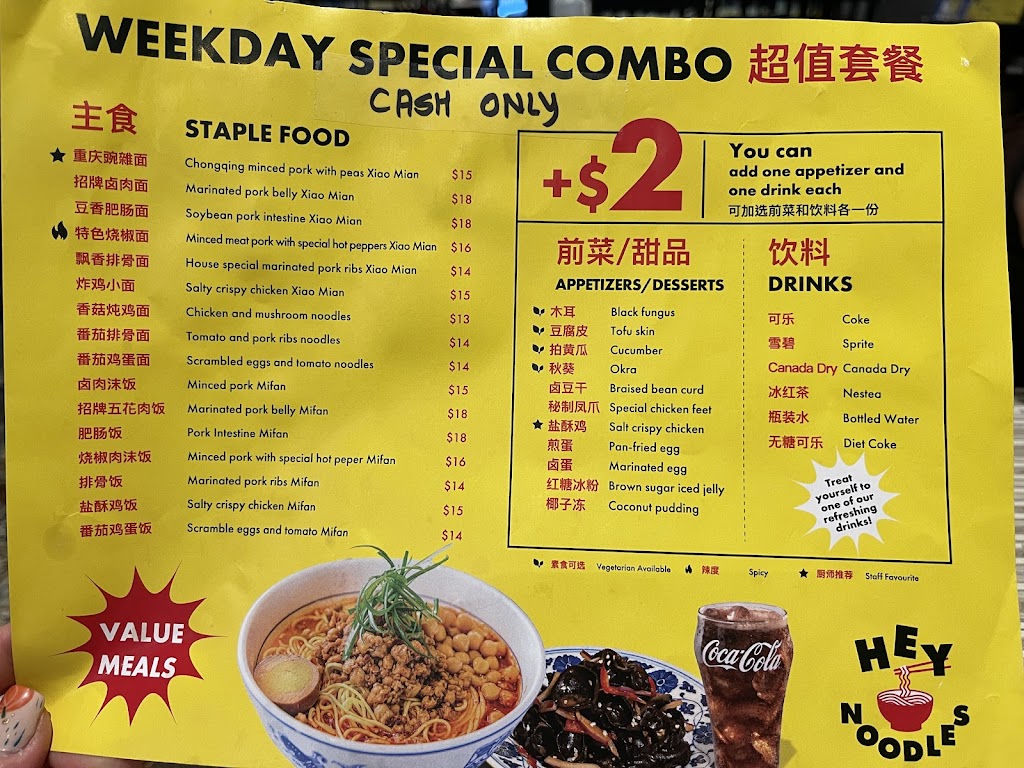 WEEKDAY SPECIAL COMBO 超值套餐
CASH ONLY
主食 STAPLE FOOD
重庆豌雜面 Chongqing minced pork with peas Xiao Mian $15
招牌卤肉面 Marinated pork belly Xiao Mian $18
豆香肥肠面 Soybean pork intestine Xiao Mian $18
特色烧椒面 Minced meat pork with special hot peppers Xiao Mian $16
飘香排骨面 House special marinated pork ribs Xiao Mian $14
炸鸡小面 Salty crispy chicken Xiao Mian $15
香菇炖鸡面 Chicken and mushroom noodles $13
番茄排骨面 Tomato and pork ribs noodles $14
番茄鸡蛋面 Scrambled eggs and tomato noodles $14
卤肉沫饭 Minced pork Mifan $15
招牌五花肉饭 Marinated pork belly Mifan $18
肥肠饭 Pork Intestine Mifan $18
烧椒肉沫饭 Minced pork with special hot peper Mifan $16
排骨饭 Marinated pork ribs Mifan $14
盐酥鸡饭 Salty crispy chicken Mifan $15
番茄鸡蛋饭 Scramble eggs and tomato Mifan $14
+$2
You can
add one appetizer and
one drink each
可加选前菜和饮料各一份
前菜/甜品
APPETIZERS/DESSERTS
木耳 Black fungus
豆腐皮 Tofu skin
拍黄瓜 Cucumber
秋葵 Okra
卤豆干 Braised bean curd
秘制凤爪 Special chicken feet
盐酥鸡 Salt crispy chicken
煎蛋 Pan-fried egg
卤蛋 Marinated egg
红糖冰粉 Brown sugar iced jelly
椰子冻 Coconut pudding
饮料
DRINKS
可乐 Coke
雪碧 Sprite
Canada Dry Canada Dry
冰红茶 Nestea
瓶装水 Bottled Water
无糖可乐 Diet Coke
Treat
yourself to
one of our
refreshing
drinks!
素食可选 Vegetarian Available 辣度 Spicy 厨师推荐 Staff Favourite
VALUE
MEALS
Coca-Cola
HEY
NOODLES